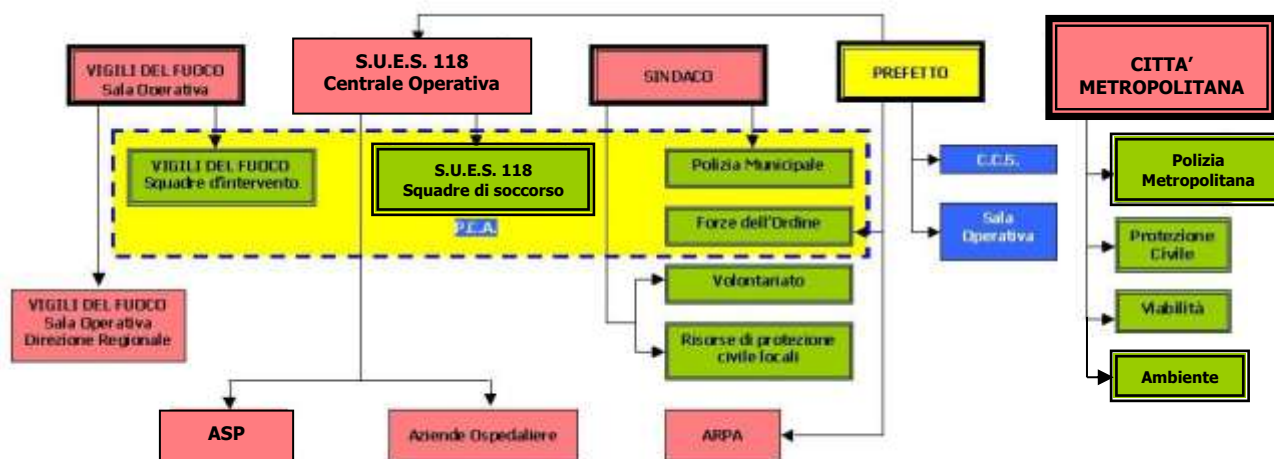 VIGILI DEL FUOCO
Sala Operativa
S.U.E.S. 118
Centrale Operativa
SINDACO
PREFETTO
CITTA’
METROPOLITANA
VIGILI DEL FUOCO
Squadre d'intervento
S.U.E.S. 118
Squadre di soccorso
Polizia Municipale
C.C.S.
Polizia
Metropolitana
P.C.A.
Forze dell'Ordine
Sala
Operativa
Protezione
Civile
Volontariato
VIGILI DEL FUOCO
Sala Operativa
Direzione Regionale
Viabilità
Risorse di protezione
civile locali
Ambiente
ASP
Aziende Ospedaliere
ARPA